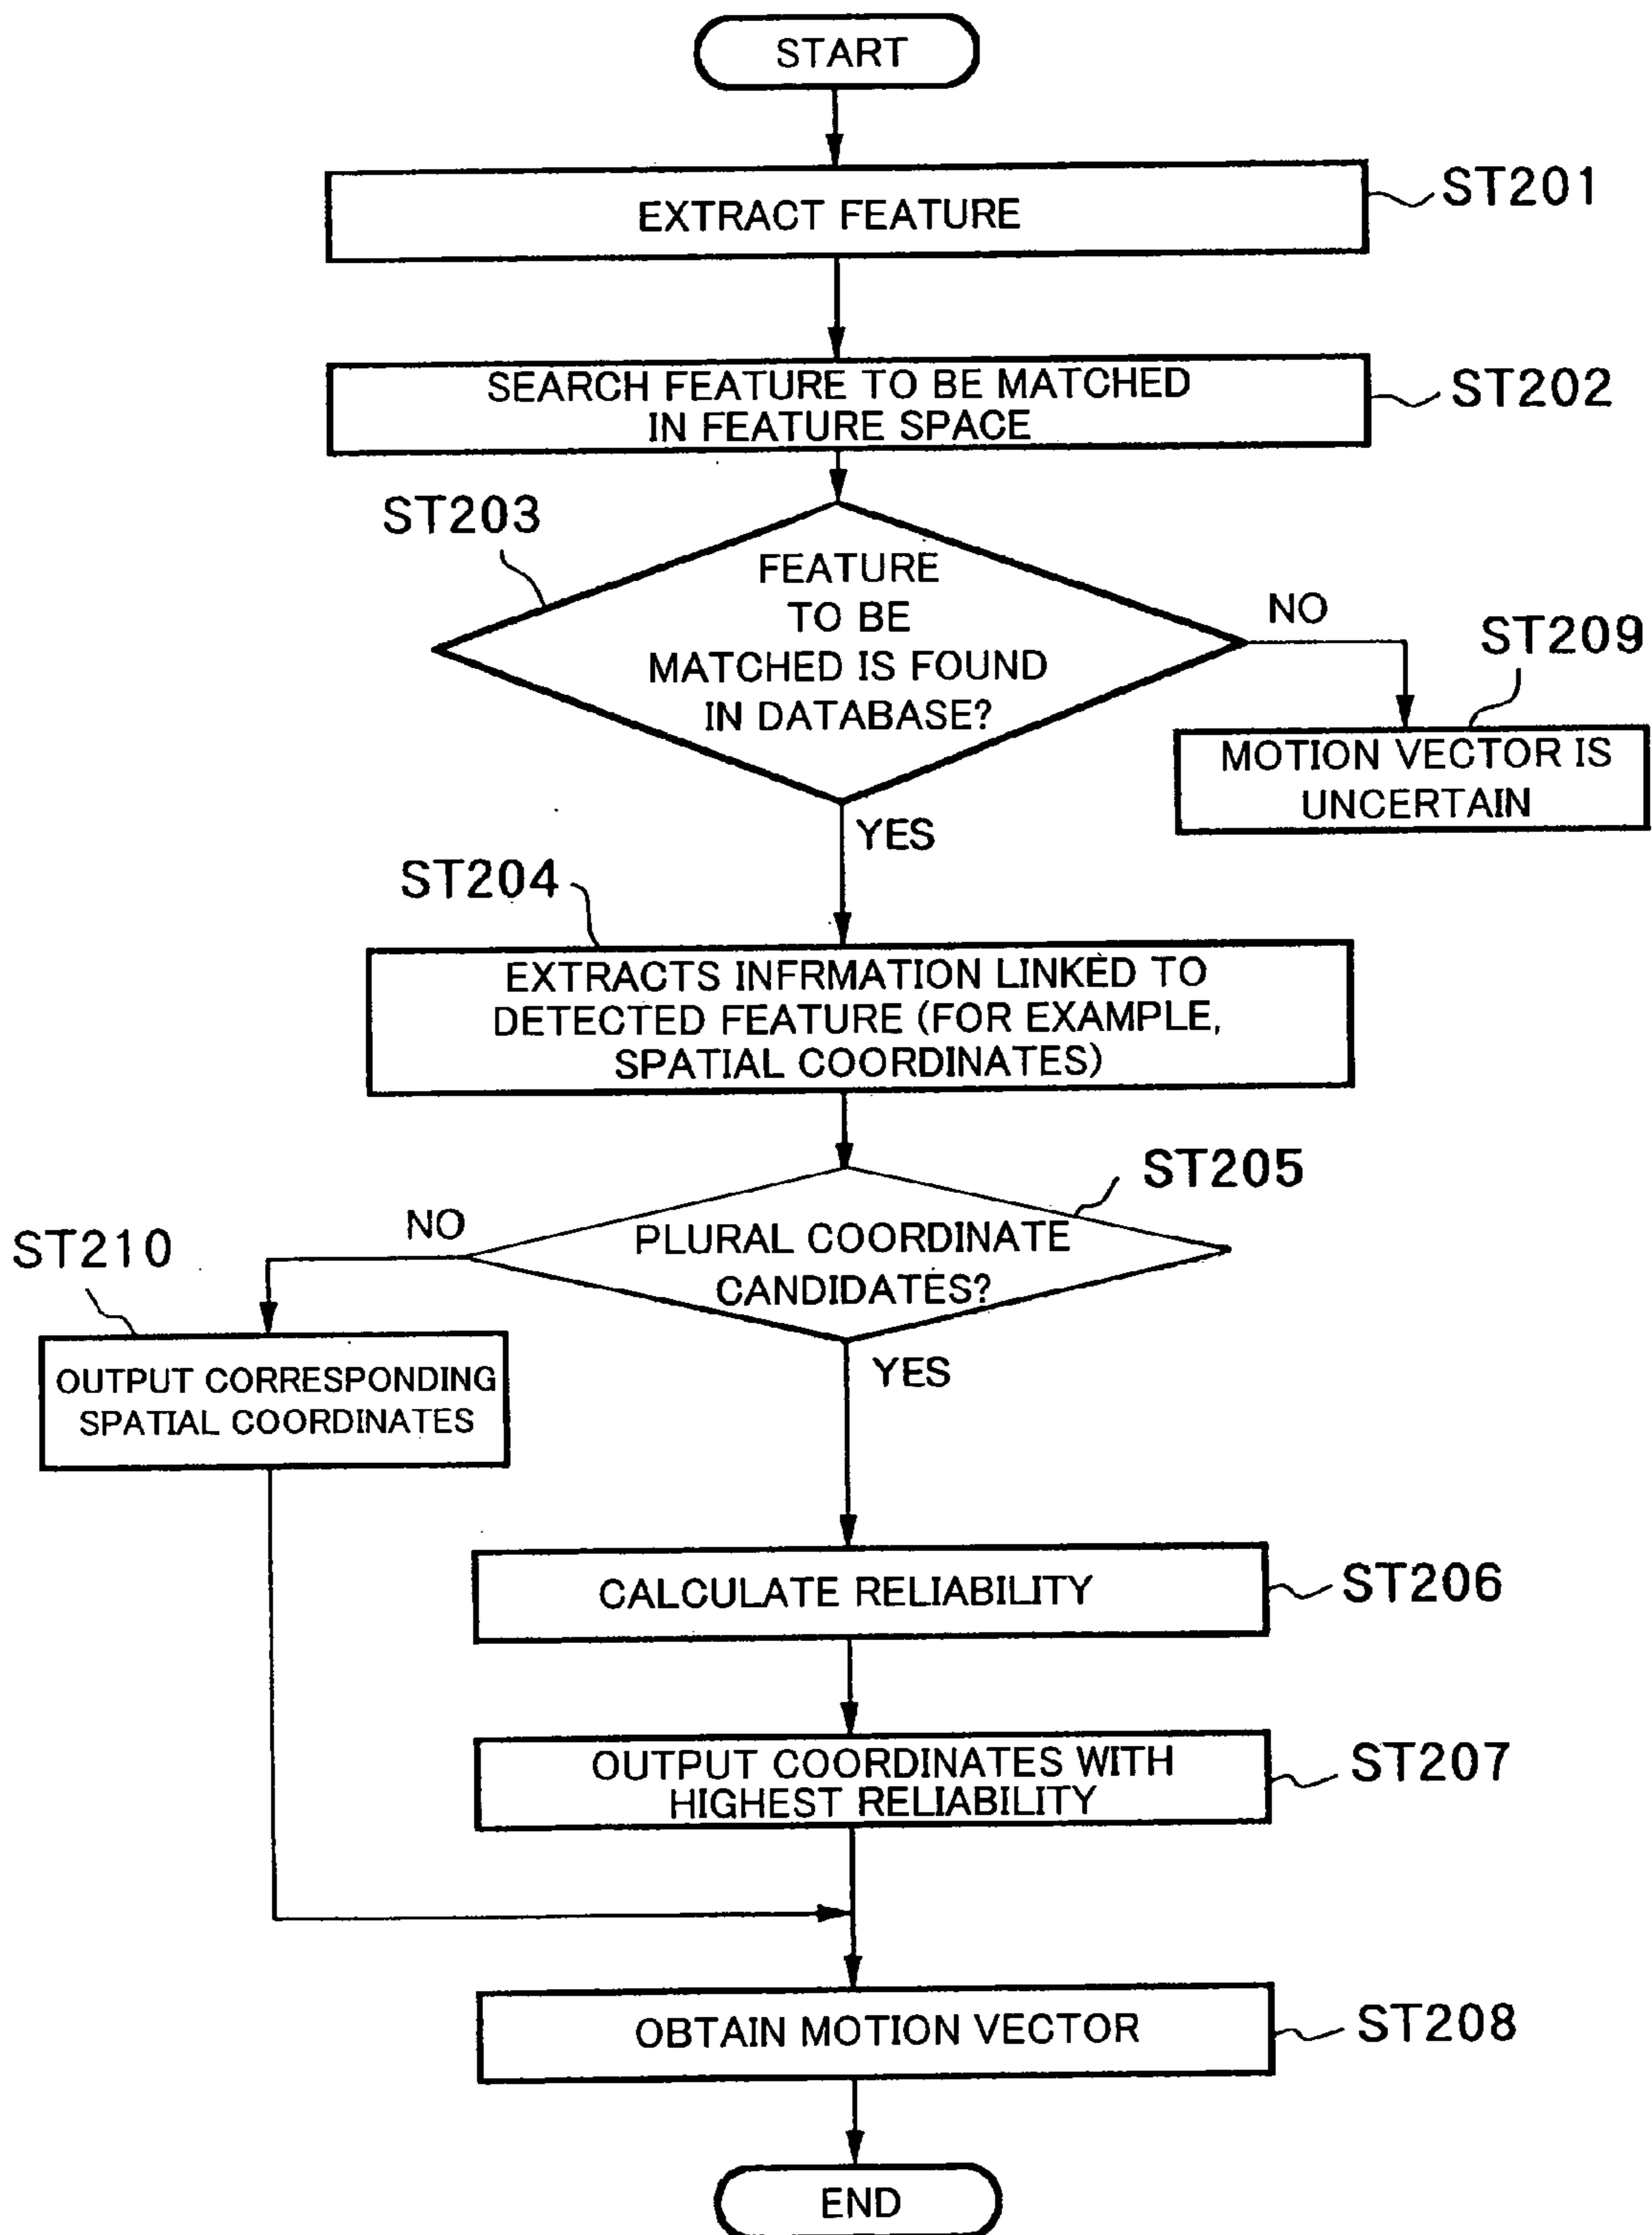 START
EXTRACT FEATURE
ST201
SEARCH FEATURE TO BE MATCHED
IN FEATURE SPACE
ST202
ST203
FEATURE
TO BE
MATCHED IS FOUND
IN DATABASE?
NO
ST209
MOTION VECTOR IS
UNCERTAIN
YES
ST204
EXTRACTS INFRMATION LINKED TO
DETECTED FEATURE (FOR EXAMPLE,
SPATIAL COORDINATES)
ST205
PLURAL COORDINATE
CANDIDATES?
NO
ST210
OUTPUT CORRESPONDING
SPATIAL COORDINATES
YES
CALCULATE RELIABILITY
ST206
OUTPUT COORDINATES WITH
HIGHEST RELIABILITY
ST207
OBTAIN MOTION VECTOR
ST208
END